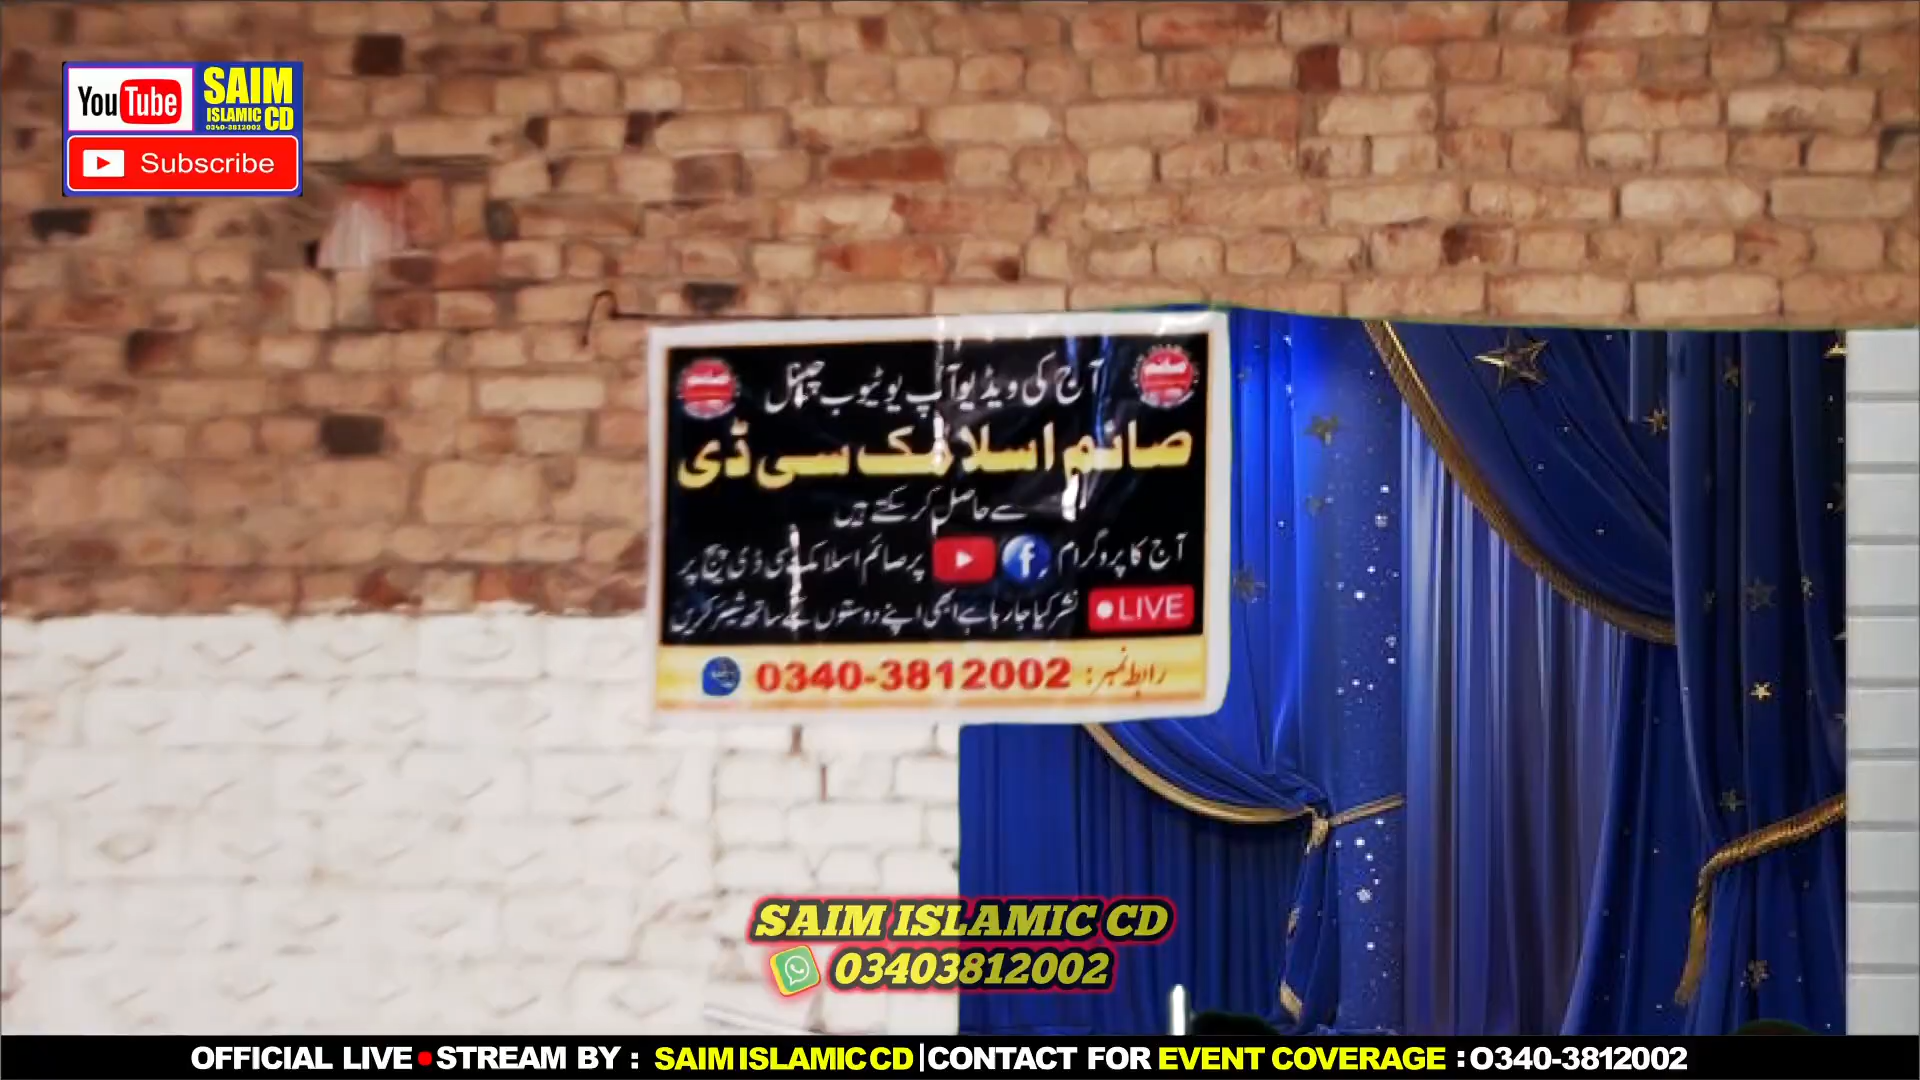 YouTube
SAIM
ISLAMIC CD
0340-3812002
Subscribe
آج کی ویڈیو آپ یوٹیوب چینل
صائم اسلامک سی ڈی
سے حاصل کر سکتے ہیں
آج کا پروگرام پر صائم اسلامک سی ڈی پیج پر
LIVE نشر کیا جا رہا ہے ابھی اپنے دوستوں کے ساتھ شیئر کریں
رابطہ نمبر: 0340-3812002
SAIM ISLAMIC CD
03403812002
OFFICIAL LIVE • STREAM BY : SAIM ISLAMIC CD | CONTACT FOR EVENT COVERAGE : 0340-3812002